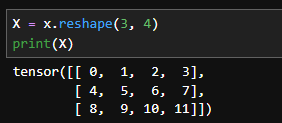 X = x.reshape(3, 4)
print(X)
tensor([[ 0,  1,  2,  3],
        [ 4,  5,  6,  7],
        [ 8,  9, 10, 11]])